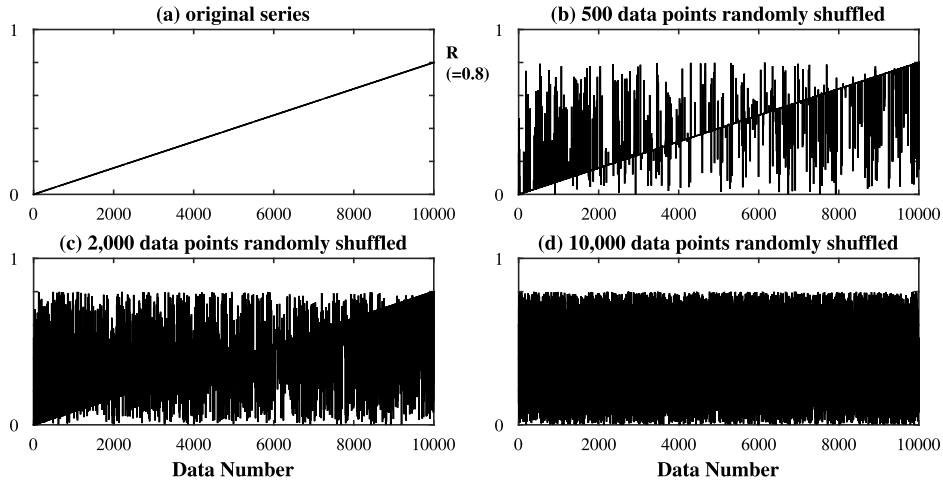 (a) original series
1
0
0 2000 4000 6000 8000 10000
R
(=0.8)
(b) 500 data points randomly shuffled
1
0
0 2000 4000 6000 8000 10000
(c) 2,000 data points randomly shuffled
1
0
0 2000 4000 6000 8000 10000
Data Number
(d) 10,000 data points randomly shuffled
1
0
0 2000 4000 6000 8000 10000
Data Number